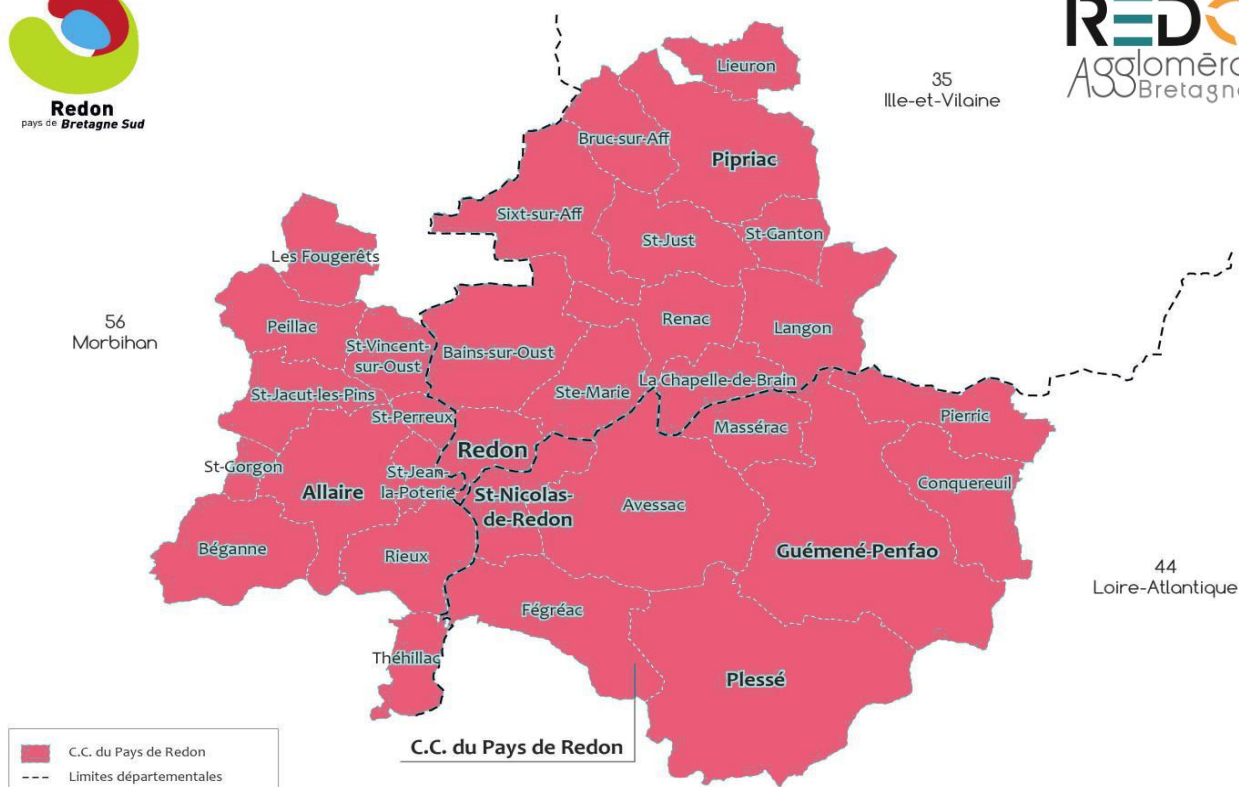 Redon
pays de Bretagne Sud
REDO
Agglomér
Bretagne
35
Ille-et-Vilaine
56
Morbihan
44
Loire-Atlantique
Lieuron
Bruc-sur-Aff
Pipriac
Sixt-sur-Aff
St-Just
St-Ganton
Les Fougerêts
Peillac
St-Vincent-
sur-Oust
Bains-sur-Oust
Renac
Langon
St-Jacut-les-Pins
Ste-Marie
La Chapelle-de-Brain
St-Perreux
Massérac
Pierric
Redon
St-Gorgon
Allaire
St-Jean-
la-Poterie
St-Nicolas-
de-Redon
Avessac
Conquereuil
Béganne
Rieux
Guémené-Penfao
Fégréac
Théhillac
Plessé
C.C. du Pays de Redon
C.C. du Pays de Redon
Limites départementales